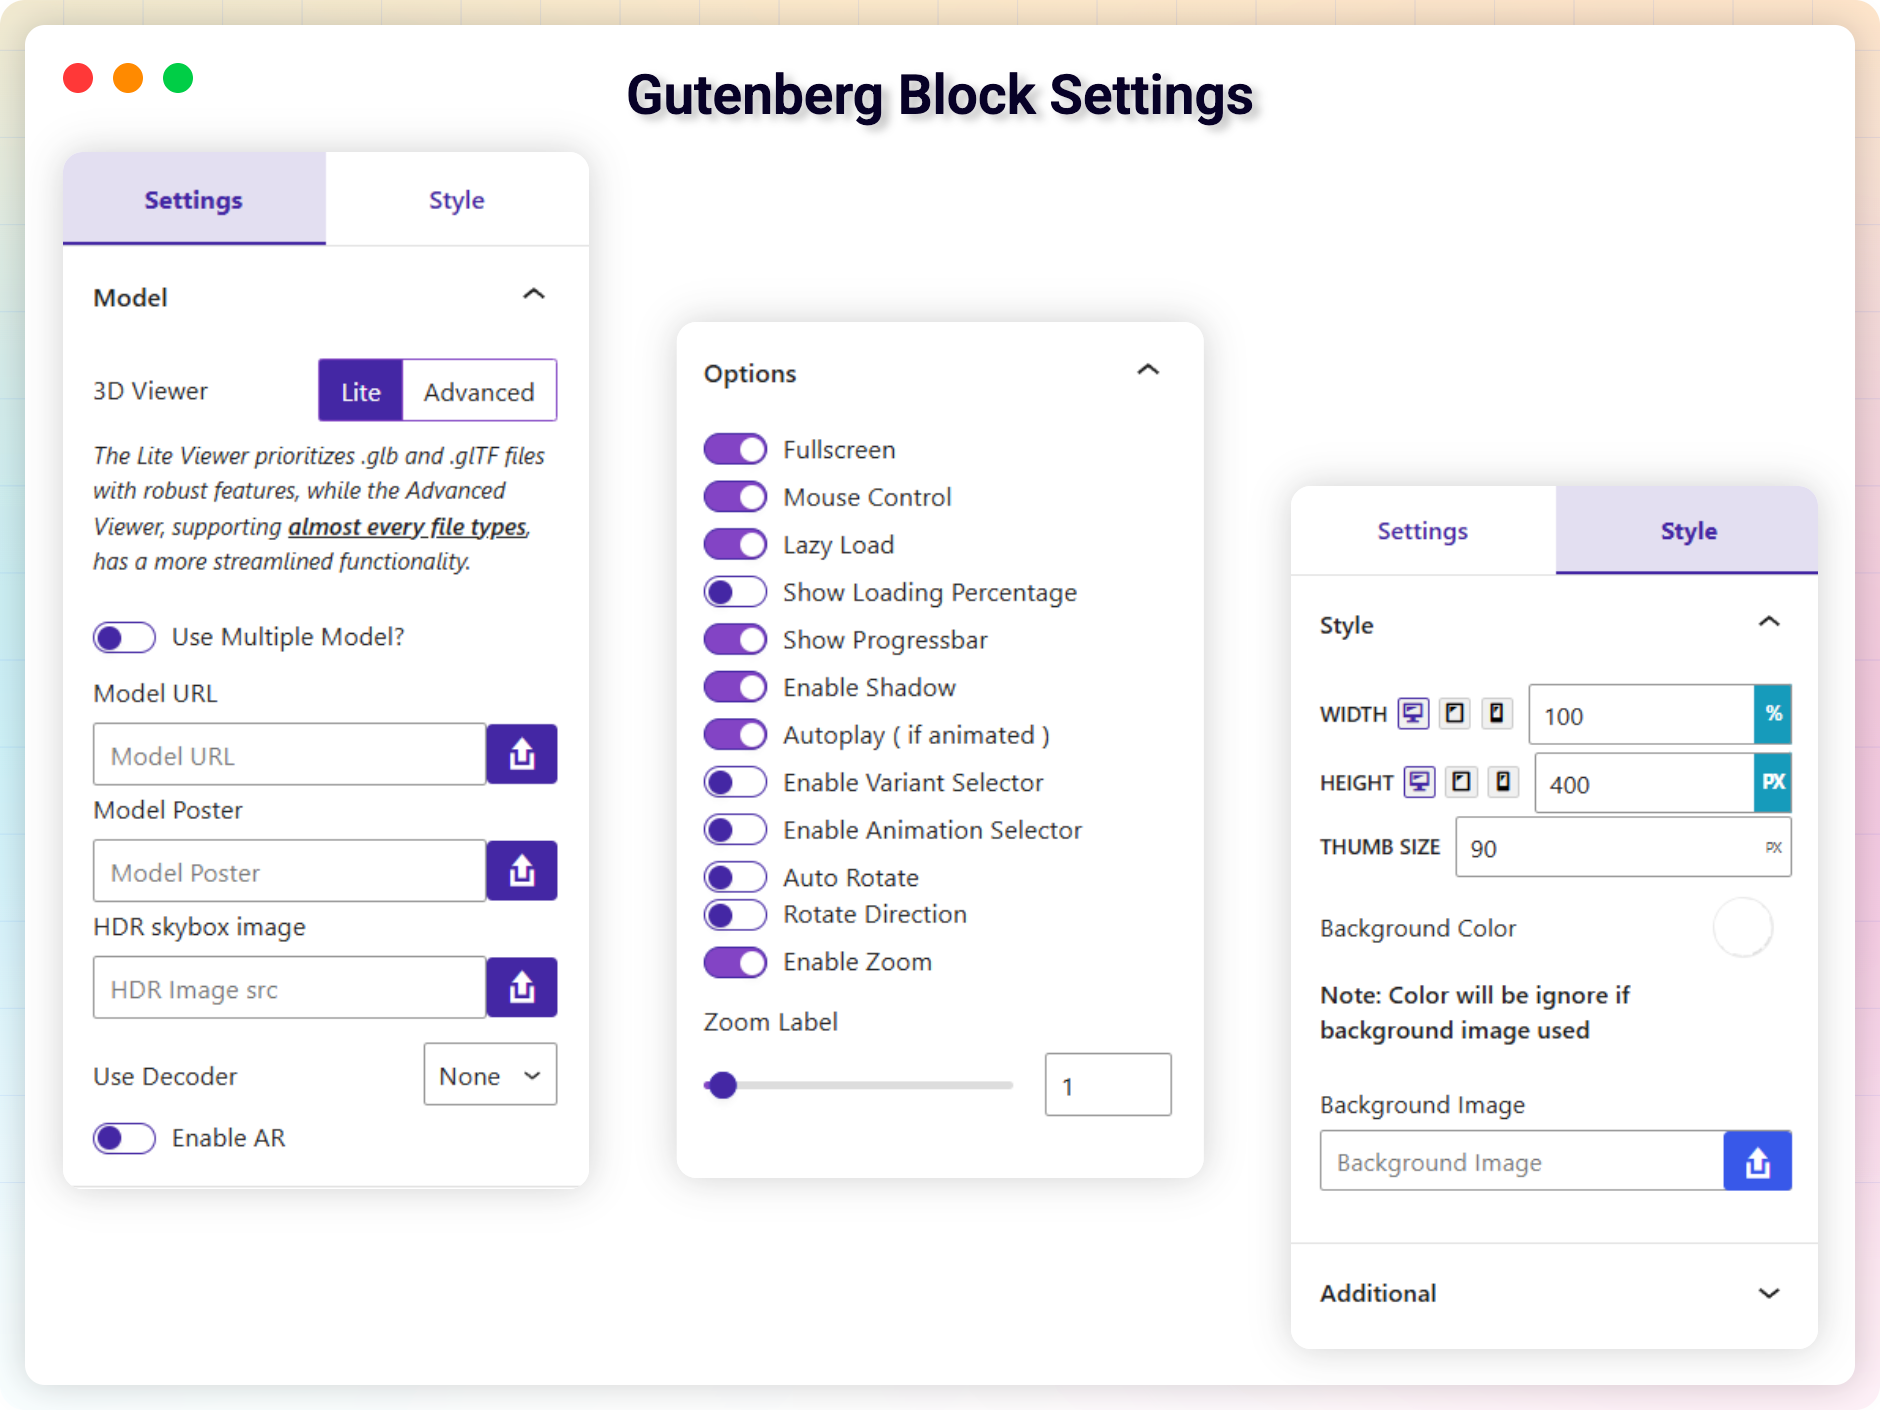 Gutenberg Block Settings
Settings
Style
Model
3D Viewer
Lite
Advanced
The Lite Viewer prioritizes .glb and .glTF files
with robust features, while the Advanced
Viewer, supporting almost every file types,
has a more streamlined functionality.
Use Multiple Model?
Model URL
Model URL
Model Poster
Model Poster
HDR skybox image
HDR Image src
Use Decoder
None
Enable AR
Options
Fullscreen
Mouse Control
Lazy Load
Show Loading Percentage
Show Progressbar
Enable Shadow
Autoplay ( if animated )
Enable Variant Selector
Enable Animation Selector
Auto Rotate
Rotate Direction
Enable Zoom
Zoom Label
1
Settings
Style
Style
WIDTH
100
%
HEIGHT
400
PX
THUMB SIZE
90
PX
Background Color
Note: Color will be ignore if
background image used
Background Image
Background Image
Additional